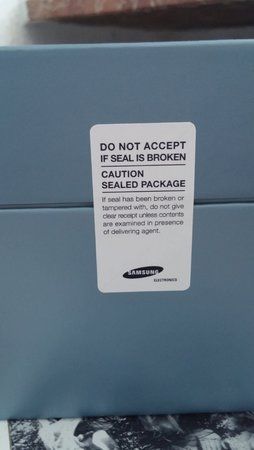 DO NOT ACCEPT
IF SEAL IS BROKEN
CAUTION
SEALED PACKAGE
If seal has been broken or
tampered with, do not give
clear receipt unless contents
are examined in presence
of delivering agent.
SAMSUNG
ELECTRONICS